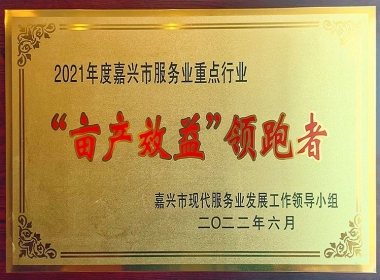 2021年度嘉兴市服务业重点行业
“亩产效益”领跑者
嘉兴市现代服务业发展工作领导小组
二〇二二年六月